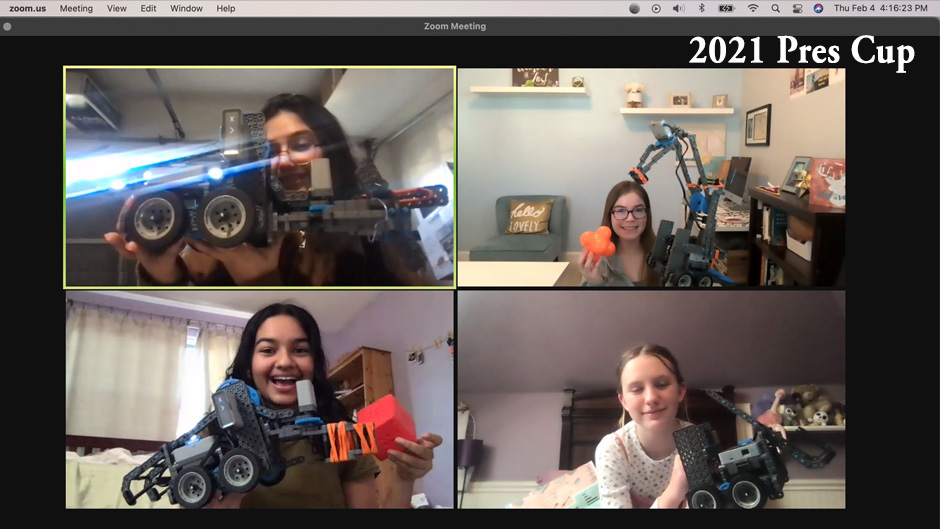 zoom.us Meeting View Edit Window Help Thu Feb 4 4:16:23 PM
Zoom Meeting
2021 Pres Cup
hello
LOVELY